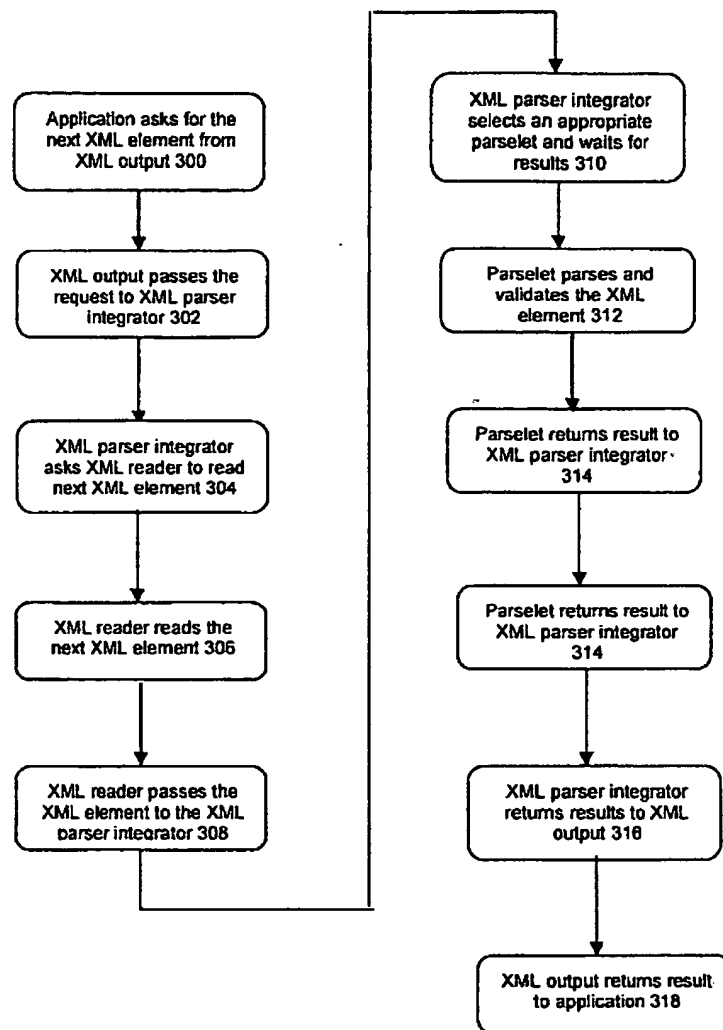 Application asks for the
next XML element from
XML output 300
XML output passes the
request to XML parser
integrator 302
XML parser integrator
asks XML reader to read
next XML element 304
XML reader reads the
next XML element 306
XML reader passes the
XML element to the XML
parser integrator 308
XML parser integrator
selects an appropriate
parselet and waits for
results 310
Parselet parses and
validates the XML
element 312
Parselet returns result to
XML parser integrator
314
Parselet returns result to
XML parser integrator
314
XML parser integrator
returns results to XML
output 316
XML output returns result
to application 318